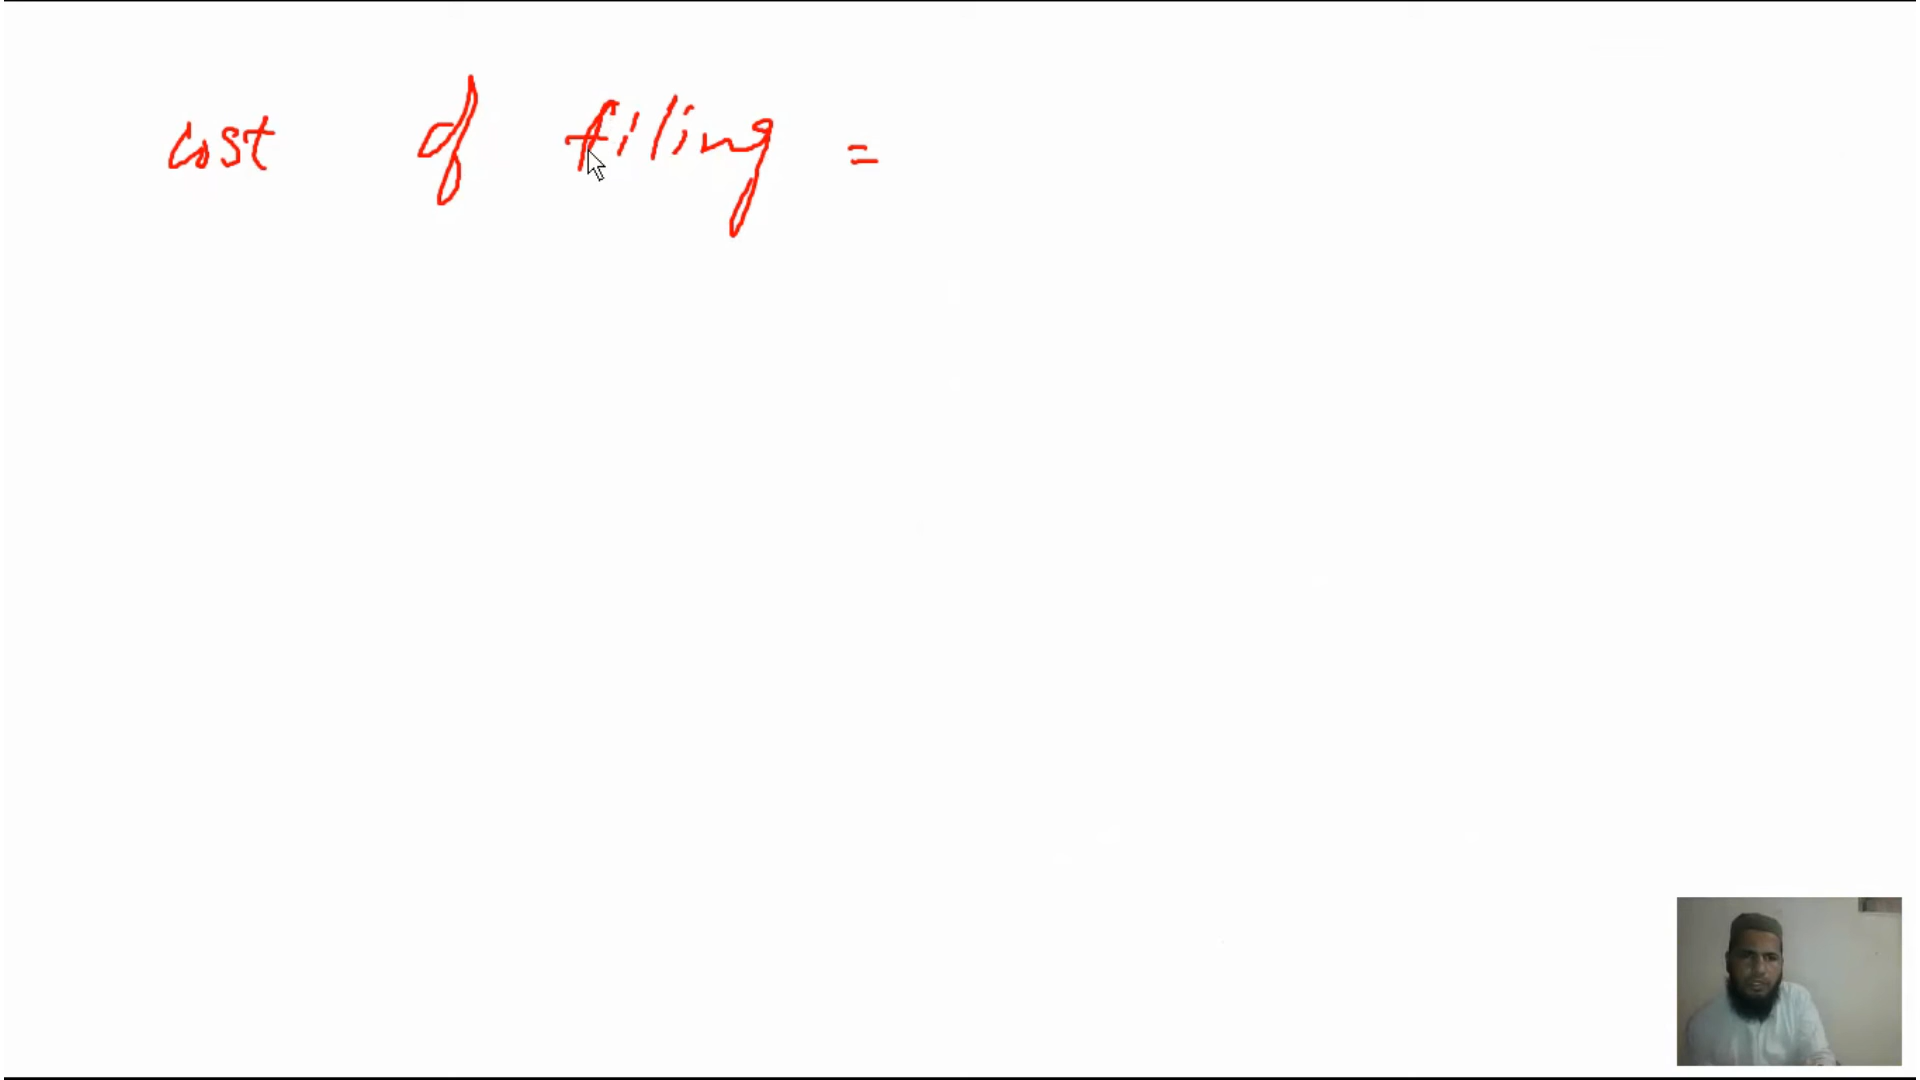 cost of filing =